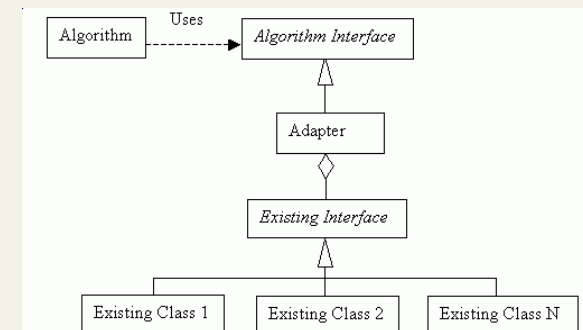 Uses
Algorithm
Algorithm Interface
Adapter
Existing Interface
Existing Class 1
Existing Class 2
Existing Class N